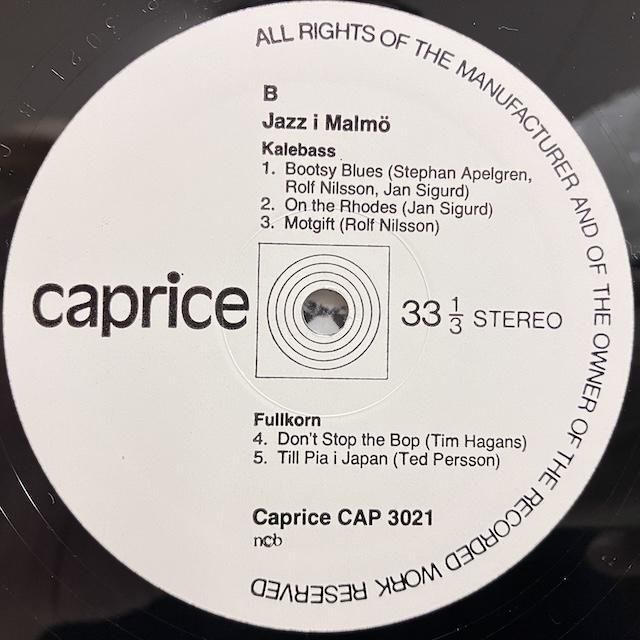 ALL RIGHTS OF THE MANUFACTURER AND OF THE OWNER OF THE RECORDED WORK RESERVED
B
Jazz i Malmö
Kalebass
1. Bootsy Blues (Stephan Apelgren,
Rolf Nilsson, Jan Sigurd)
2. On the Rhodes (Jan Sigurd)
3. Motgift (Rolf Nilsson)
caprice
33 1/3 STEREO
Fullkorn
4. Don't Stop the Bop (Tim Hagans)
5. Till Pia i Japan (Ted Persson)
Caprice CAP 3021
ncb